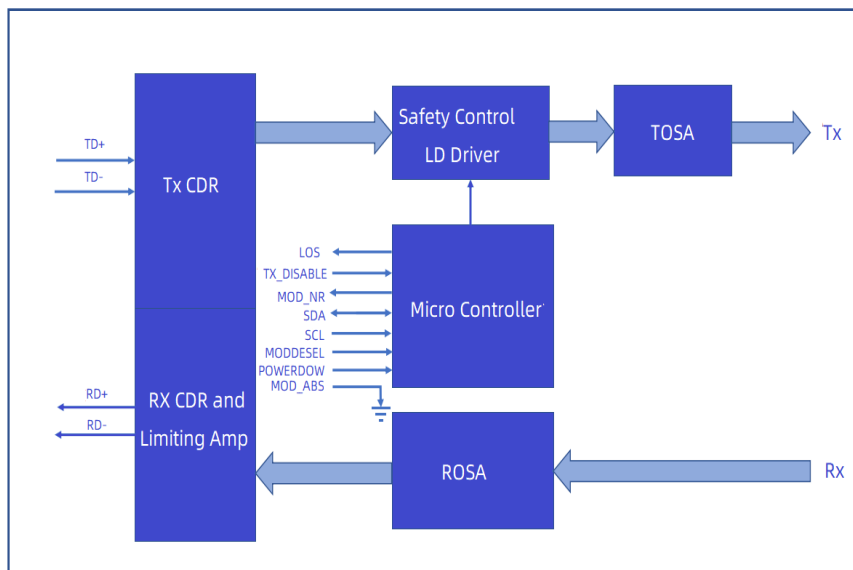 Safety Control
LD Driver
TOSA
Tx
TD+
TD-
Tx CDR
LOS
TX_DISABLE
MOD_NR
SDA
SCL
MODDESEL
POWERDOW
MOD_ABS
Micro Controller
RD+
RD-
RX CDR and
Limiting Amp
ROSA
Rx